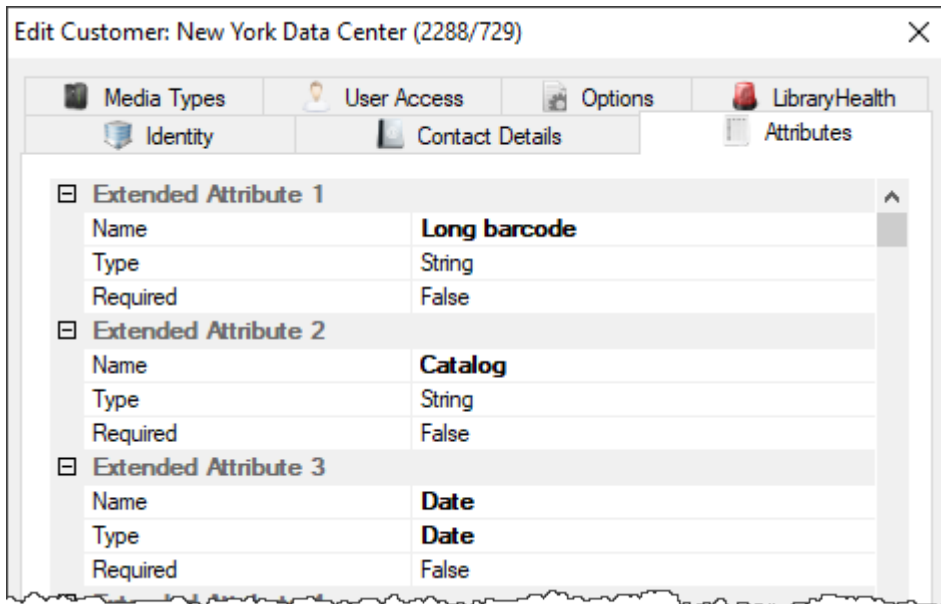 Edit Customer: New York Data Center (2288/729)
Media Types User Access Options LibraryHealth
Identity Contact Details Attributes
Extended Attribute 1
Name Long barcode
Type String
Required False
Extended Attribute 2
Name Catalog
Type String
Required False
Extended Attribute 3
Name Date
Type Date
Required False